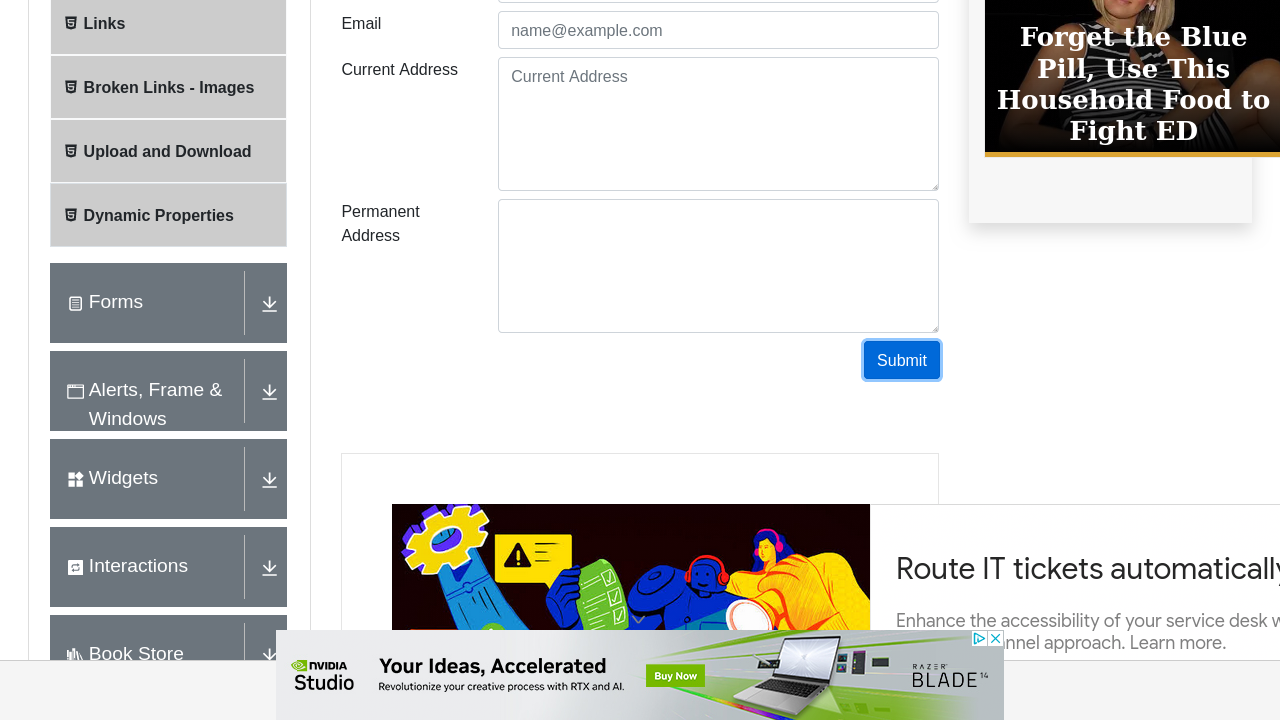 Links
Broken Links - Images
Upload and Download
Dynamic Properties
Forms
Alerts, Frame &
Windows
Widgets
Interactions
Book Store
Email
name@example.com
Current Address
Current Address
Permanent
Address
Submit
Forget the Blue
Pill, Use This
Household Food to
Fight ED
Route IT tickets automatically
Enhance the accessibility of your service desk w
nnel approach. Learn more.
NVIDIA
Studio
Your Ideas, Accelerated
Revolutionize your creative process with RTX and AI.
Buy Now
RAZER
BLADE 14